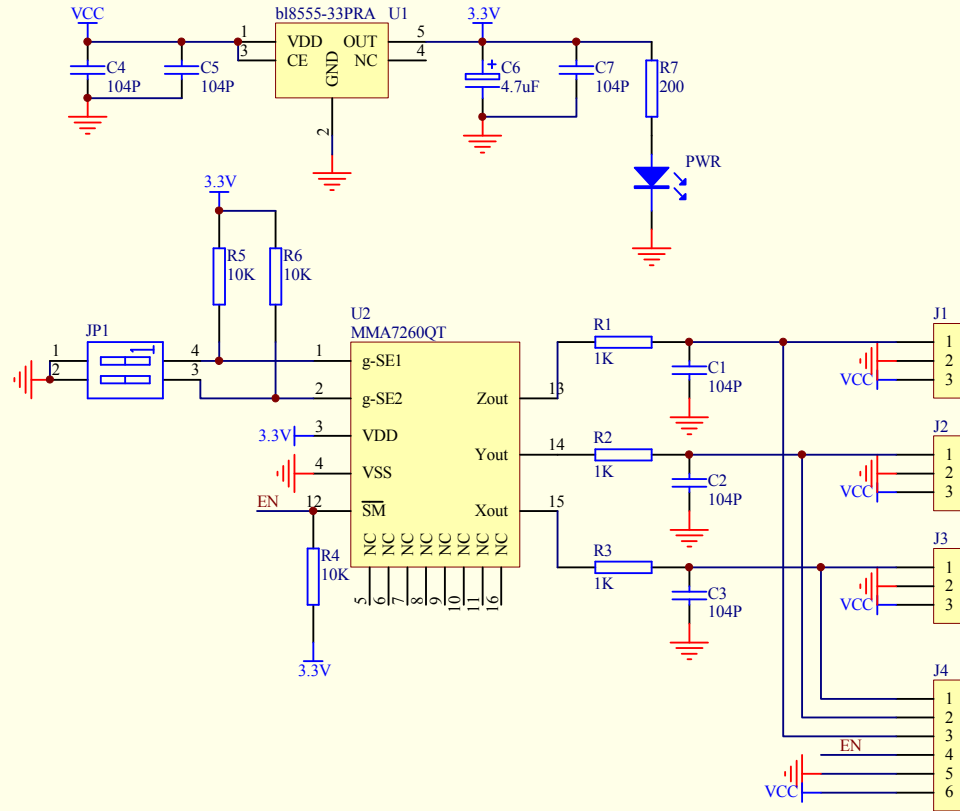 VCC
bl8555-33PRA U1
3.3V
1 VDD OUT 5
3 CE NC 4
GND
2
C4
104P
C5
104P
C6
+
4.7uF
C7
104P
R7
200
PWR
3.3V
R5
10K
R6
10K
JP1
1
2
1
4
3
U2
MMA7260QT
1 g-SE1
2 g-SE2
3.3V 3 VDD
4 VSS
EN 12 SM
Zout 13
Yout 14
Xout 15
NC NC NC NC NC NC NC NC
5 6 7 8 9 10 11 16
R4
10K
3.3V
R1
1K
C1
104P
R2
1K
C2
104P
R3
1K
C3
104P
J1
1
2
VCC 3
J2
1
2
VCC 3
J3
1
2
VCC 3
J4
1
2
3
EN 4
5
VCC 6